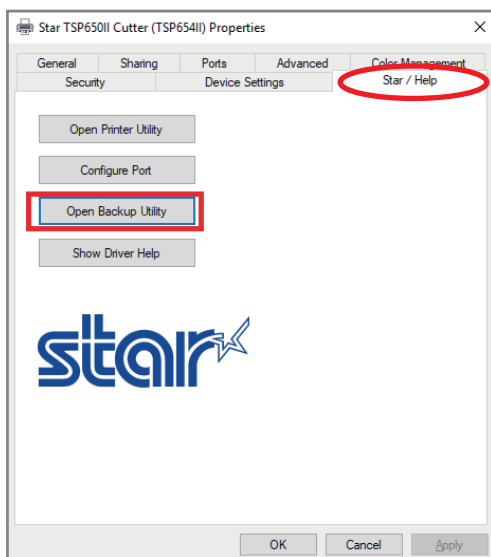 Star TSP650II Cutter (TSP654II) Properties
General Sharing Ports Advanced Color Management
Security Device Settings Star / Help
Open Printer Utility
Configure Port
Open Backup Utility
Show Driver Help
star
OK Cancel Apply